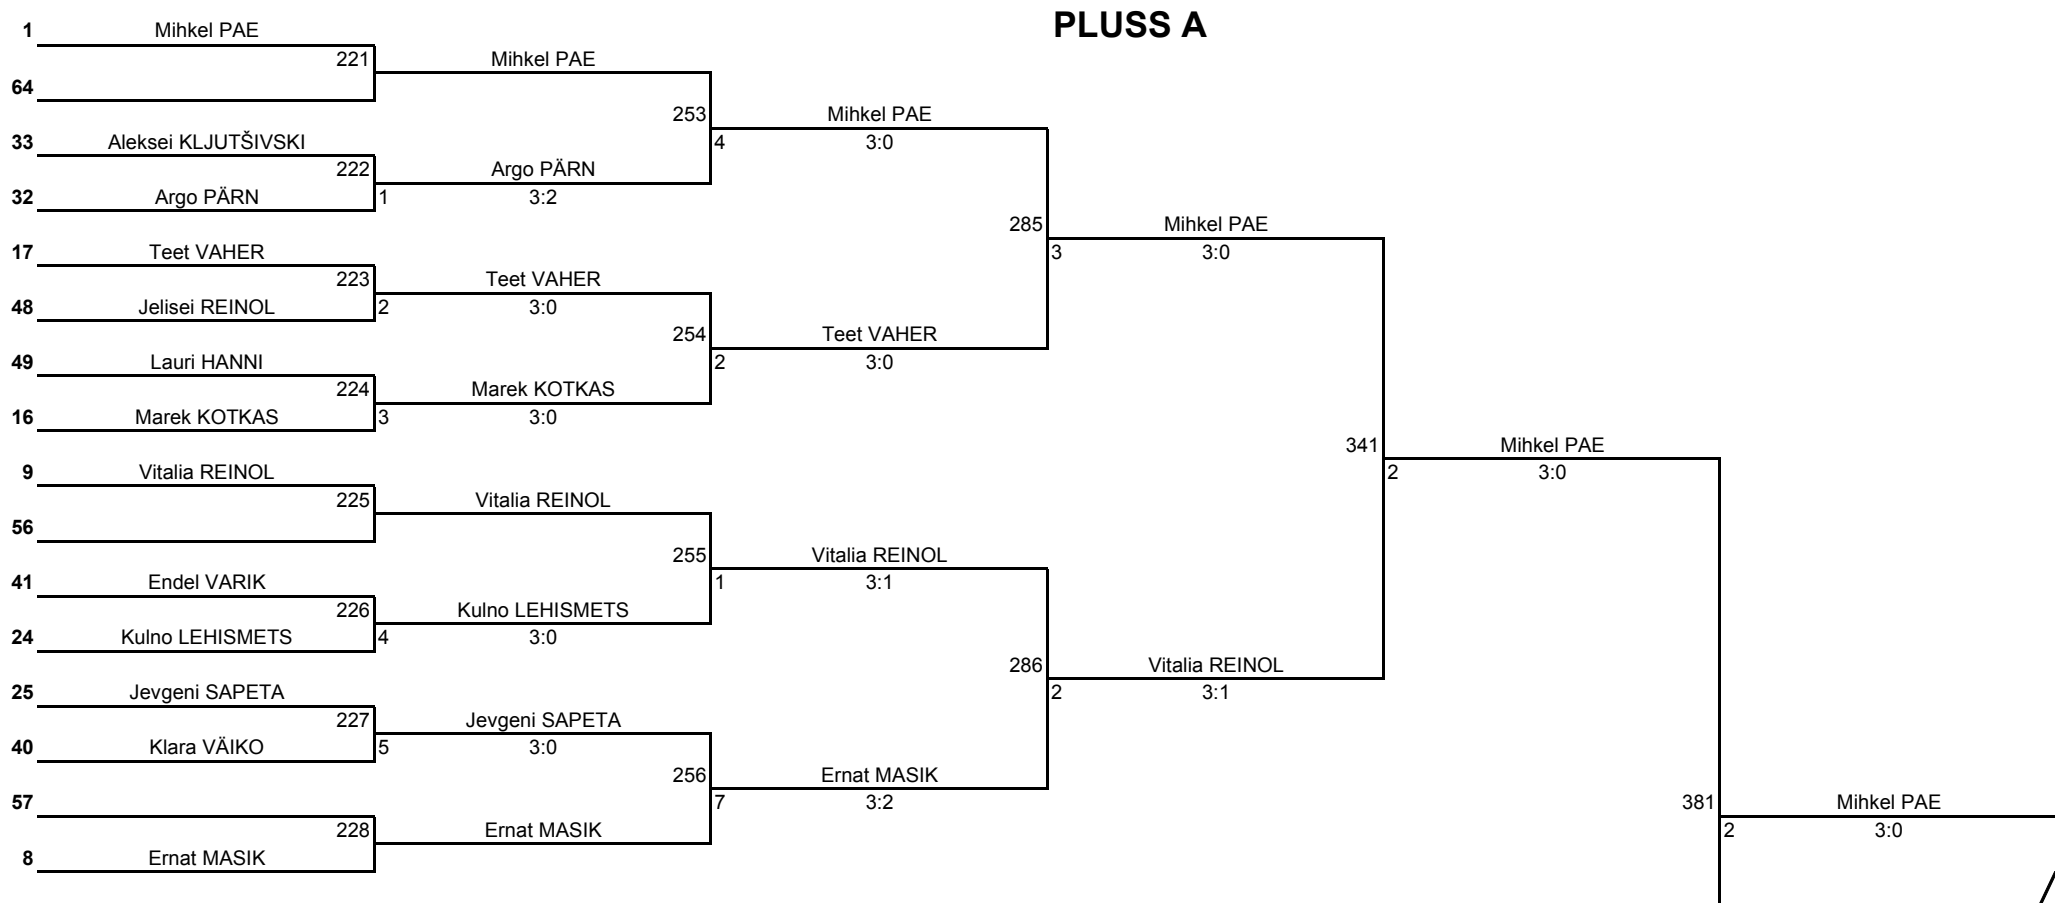 PLUSS A
1 Mihkel PAE
221 Mihkel PAE
64
253 Mihkel PAE
33 Aleksei KLJUTŠIVSKI
4 3:0
222 Argo PÄRN
32 Argo PÄRN
1 3:2
285 Mihkel PAE
17 Teet VAHER
3 3:0
223 Teet VAHER
48 Jelisei REINOL
2 3:0
254 Teet VAHER
49 Lauri HANNI
2 3:0
224 Marek KOTKAS
16 Marek KOTKAS
3 3:0
341 Mihkel PAE
9 Vitalia REINOL
2 3:0
225 Vitalia REINOL
56
255 Vitalia REINOL
41 Endel VARIK
1 3:1
226 Kulno LEHISMETS
24 Kulno LEHISMETS
4 3:0
286 Vitalia REINOL
25 Jevgeni SAPETA
2 3:1
227 Jevgeni SAPETA
40 Klara VÄIKO
5 3:0
256 Ernat MASIK
57
7 3:2
381 Mihkel PAE
228 Ernat MASIK
2 3:0
8 Ernat MASIK